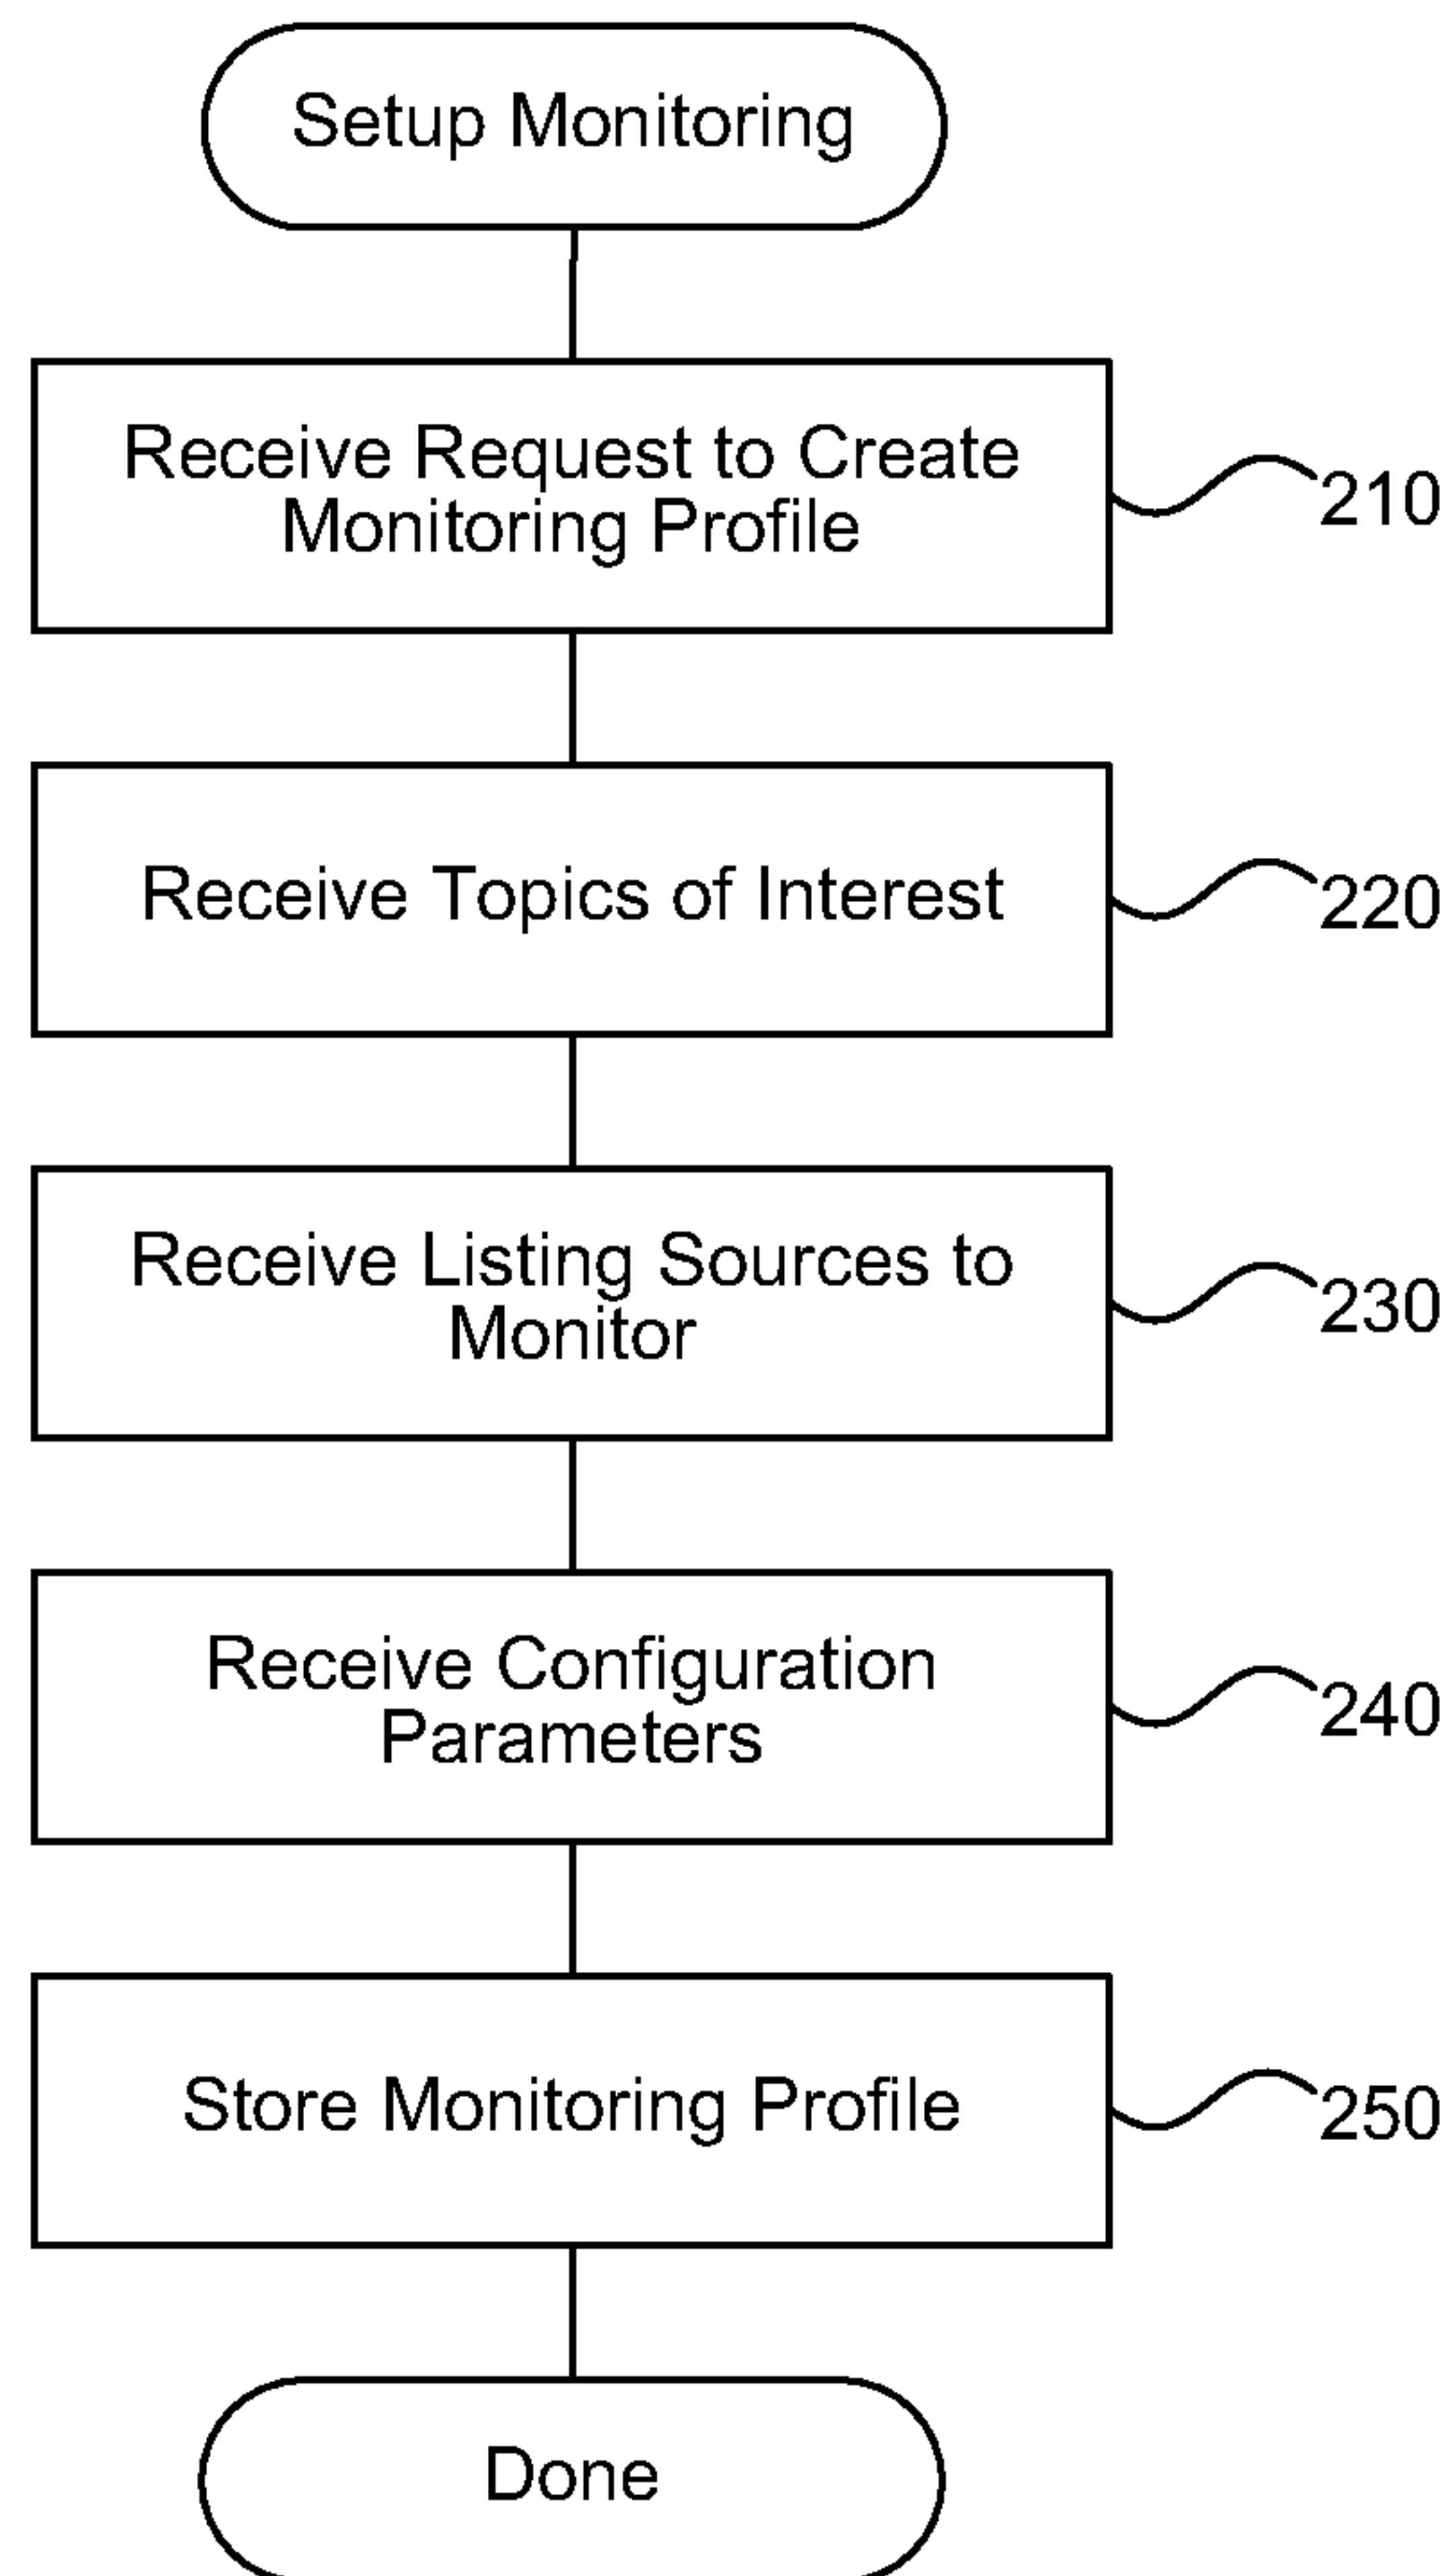 Setup Monitoring
Receive Request to Create
Monitoring Profile
210
Receive Topics of Interest
220
Receive Listing Sources to
Monitor
230
Receive Configuration
Parameters
240
Store Monitoring Profile
250
Done